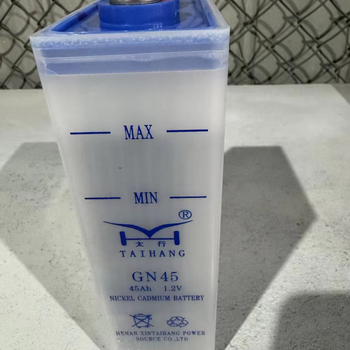 MAX
MIN
®
太行
TAIHANG
GN45
45Ah 1.2V
NICKEL CADMIUM BATTERY
HENAN XINTAIHANG POWER
SOURCE CO.,LTD